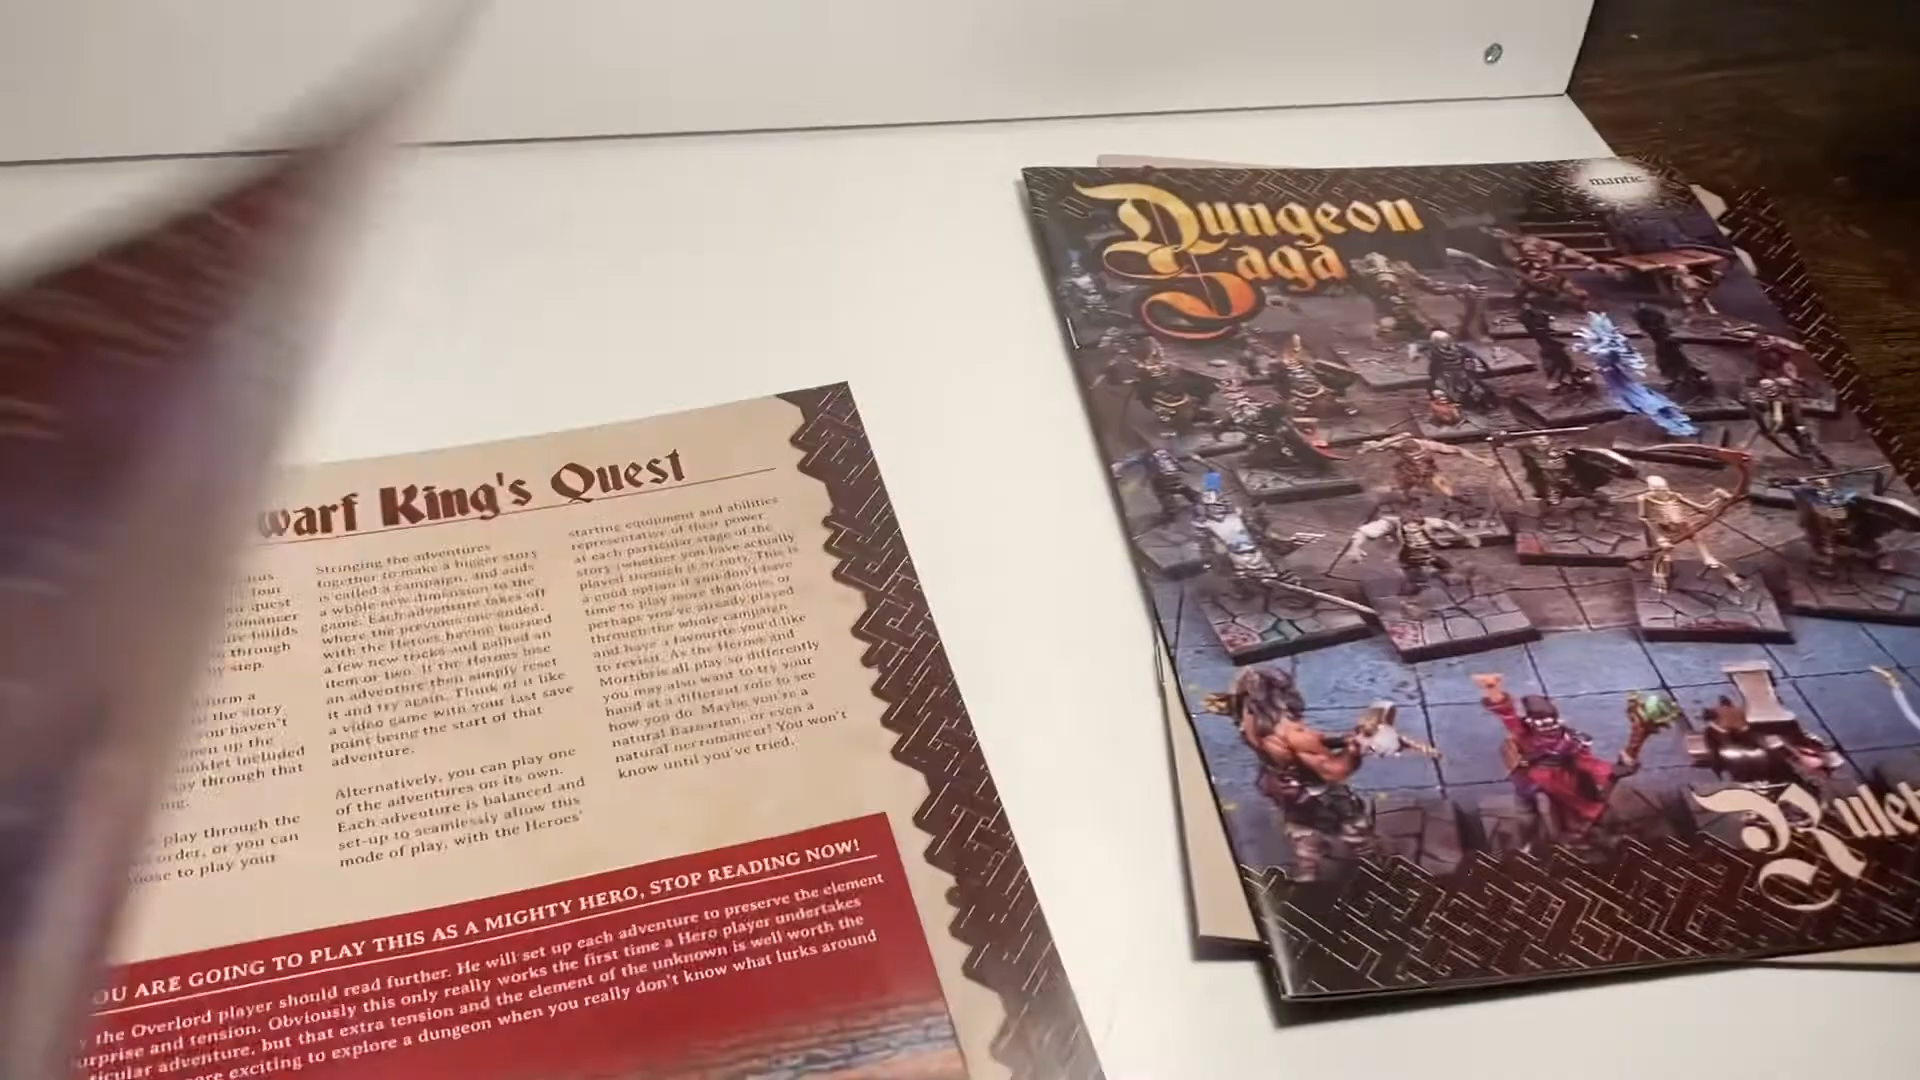 warf King's Quest
quest
through
step.
the story
you haven't
open up the
included
play through that
play through the
order, or you can
to play your
Stringing the adventures
together to make a bigger story
is called a campaign, and adds
a whole new dimension to the
game. Each adventure takes off
where the previous one ended,
with the Heroes having learned
a few new tricks and gained an
item or two. If the Heroes lose
an adventure then simply reset
it and try again. Think of it like
a video game with your last save
point being the start of that
adventure.
Alternatively, you can play one
of the adventures on its own.
Each adventure is balanced and
set-up to seamlessly allow this
mode of play, with the Heroes'
starting equipment and abilities
representative of their power
at each particular stage of the
story (whether you have actually
played through it or not). This is
a good option if you don't have
time to play more than one, or
perhaps you've already played
through the whole campaign
and have a favourite you'd like
to revisit. As the Heroes and
Mortibris all play so differently
you may also want to try your
hand at a different role to see
how you do. Maybe you're a
natural Barbarian, or even a
natural necromancer! You won't
know until you've tried.
OU ARE GOING TO PLAY THIS AS A MIGHTY HERO, STOP READING NOW!
the Overlord player should read further. He will set up each adventure to preserve the element
urprise and tension. Obviously this only really works the first time a Hero player undertakes
ticular adventure, but that extra tension and the element of the unknown is well worth the
ore exciting to explore a dungeon when you really don't know what lurks around
mantic
Dungeon
Saga
Ruleb